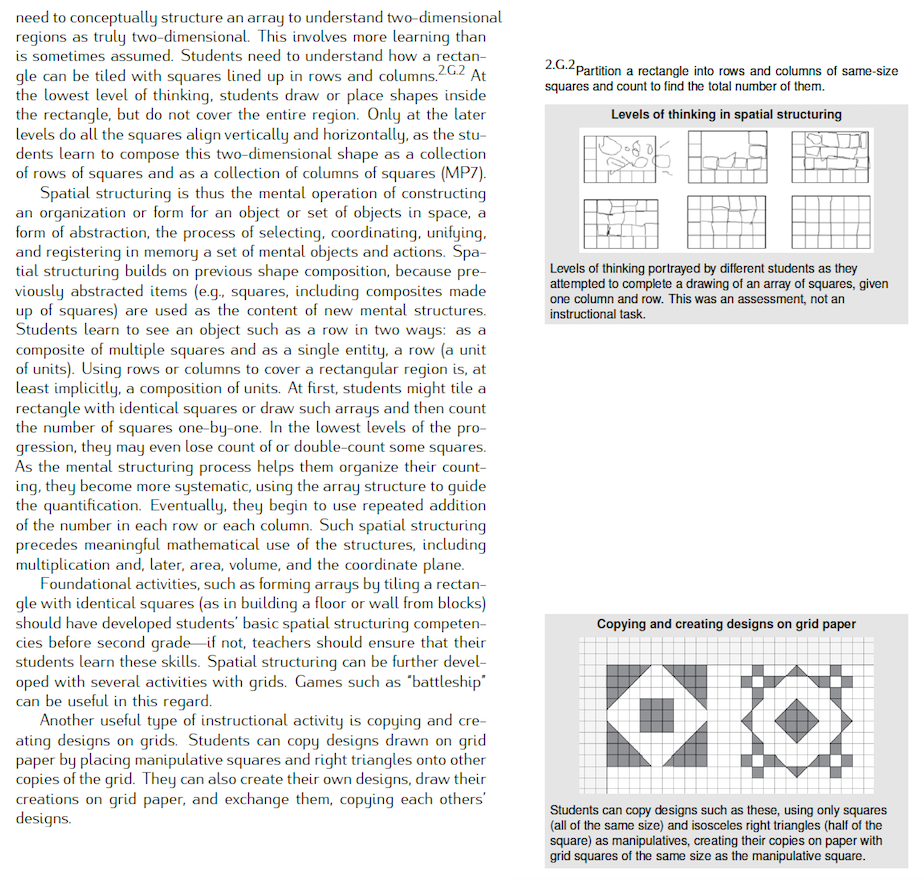 need to conceptually structure an array to understand two-dimensional
regions as truly two-dimensional. This involves more learning than
is sometimes assumed. Students need to understand how a rectan-
gle can be tiled with squares lined up in rows and columns.2.G.2 At
the lowest level of thinking, students draw or place shapes inside
the rectangle, but do not cover the entire region. Only at the later
levels do all the squares align vertically and horizontally, as the stu-
dents learn to compose this two-dimensional shape as a collection
of rows of squares and as a collection of columns of squares (MP7).
Spatial structuring is thus the mental operation of constructing
an organization or form for an object or set of objects in space, a
form of abstraction, the process of selecting, coordinating, unifying,
and registering in memory a set of mental objects and actions. Spa-
tial structuring builds on previous shape composition, because pre-
viously abstracted items (e.g., squares, including composites made
up of squares) are used as the content of new mental structures.
Students learn to see an object such as a row in two ways: as a
composite of multiple squares and as a single entity, a row (a unit
of units). Using rows or columns to cover a rectangular region is, at
least implicitly, a composition of units. At first, students might tile a
rectangle with identical squares or draw such arrays and then count
the number of squares one-by-one. In the lowest levels of the pro-
gression, they may even lose count of or double-count some squares.
As the mental structuring process helps them organize their count-
ing, they become more systematic, using the array structure to guide
the quantification. Eventually, they begin to use repeated addition
of the number in each row or each column. Such spatial structuring
precedes meaningful mathematical use of the structures, including
multiplication and, later, area, volume, and the coordinate plane.
Foundational activities, such as forming arrays by tiling a rectan-
gle with identical squares (as in building a floor or wall from blocks)
should have developed students' basic spatial structuring competen-
cies before second grade—if not, teachers should ensure that their
students learn these skills. Spatial structuring can be further devel-
oped with several activities with grids. Games such as "battleship"
can be useful in this regard.
Another useful type of instructional activity is copying and cre-
ating designs on grids. Students can copy designs drawn on grid
paper by placing manipulative squares and right triangles onto other
copies of the grid. They can also create their own designs, draw their
creations on grid paper, and exchange them, copying each others'
designs.
2.G.2Partition a rectangle into rows and columns of same-size
squares and count to find the total number of them.
Levels of thinking in spatial structuring
Levels of thinking portrayed by different students as they
attempted to complete a drawing of an array of squares, given
one column and row. This was an assessment, not an
instructional task.
Copying and creating designs on grid paper
Students can copy designs such as these, using only squares
(all of the same size) and isosceles right triangles (half of the
square) as manipulatives, creating their copies on paper with
grid squares of the same size as the manipulative square.